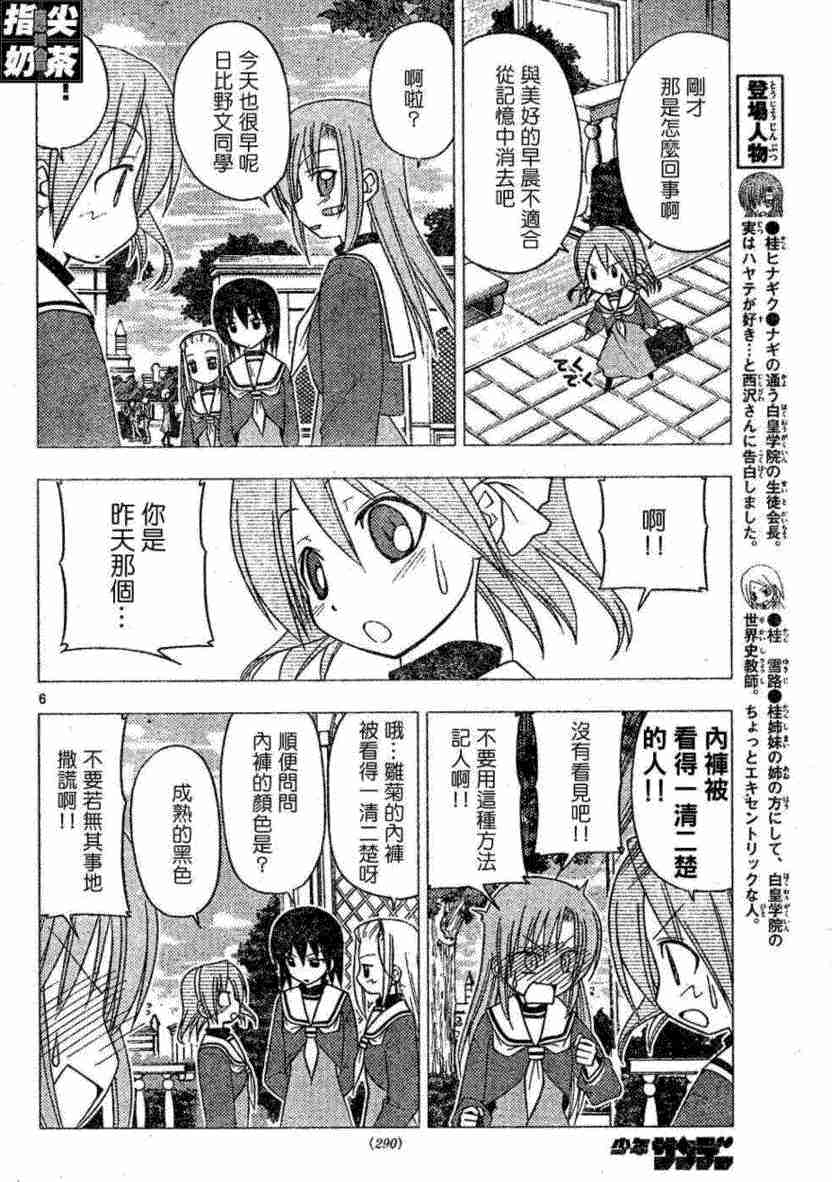 指尖
奶茶
登場人物
とうじょうじんぶつ
●桂ヒナギク●ナギの通う白皇学院の生徒会長。
実はハヤテが好き…と西沢さんに告白しました。
●桂 雪路●桂姉妹の姉の方にして、白皇学院の
世界史教師。ちょっとエキセントリックな人。
剛才
那是怎麼回事啊
與美好的早晨不適合
從記憶中消去吧
てくてく
啊啦?
今天也很早呢
日比野文同學
!
啊!!
你是
昨天那個…
6
內褲被
看得一清二楚
的人!!
沒有看見吧!!
不要用這種方法
記人啊!!
哦…雛菊的內褲
被看得一清二楚呀
順便問問
內褲的顏色是?
成熟的黑色
不要若無其事地
撒謊啊!!
(290)
少年サンデー